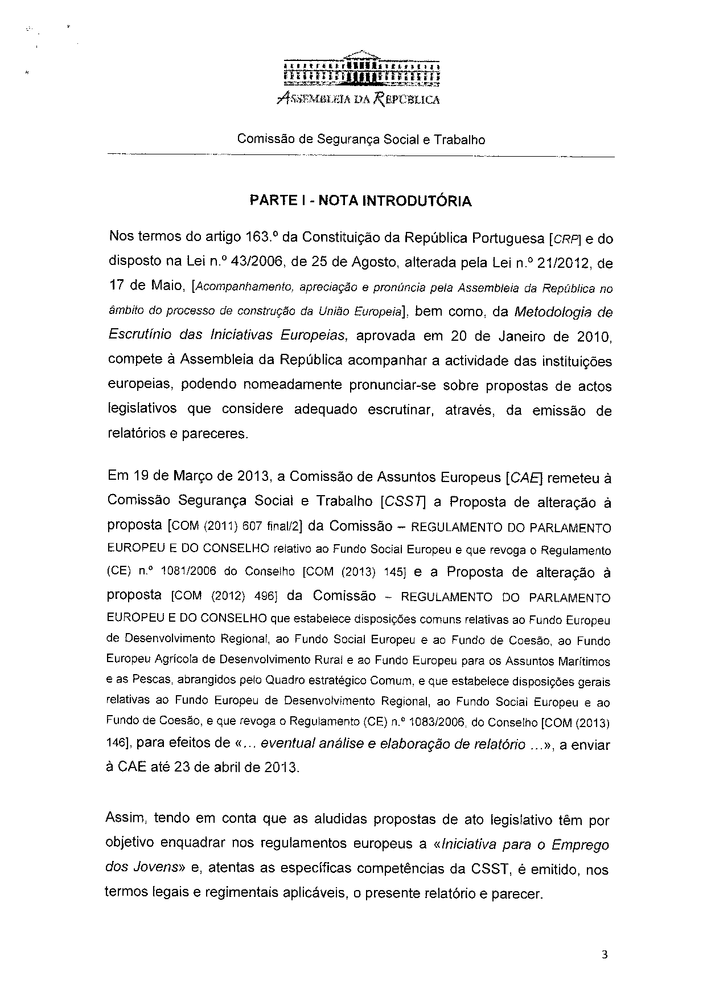 ASSEMBLEIA DA REPÚBLICA
Comissão de Segurança Social e Trabalho
PARTE I - NOTA INTRODUTÓRIA
Nos termos do artigo 163.º da Constituição da República Portuguesa [CRP] e do
disposto na Lei n.º 43/2006, de 25 de Agosto, alterada pela Lei n.º 21/2012, de
17 de Maio, [Acompanhamento, apreciação e pronúncia pela Assembleia da República no
âmbito do processo de construção da União Europeia], bem como, da Metodologia de
Escrutínio das Iniciativas Europeias, aprovada em 20 de Janeiro de 2010,
compete à Assembleia da República acompanhar a actividade das instituições
europeias, podendo nomeadamente pronunciar-se sobre propostas de actos
legislativos que considere adequado escrutinar, através, da emissão de
relatórios e pareceres.
Em 19 de Março de 2013, a Comissão de Assuntos Europeus [CAE] remeteu à
Comissão Segurança Social e Trabalho [CSST] a Proposta de alteração à
proposta [COM (2011) 607 final/2] da Comissão – REGULAMENTO DO PARLAMENTO
EUROPEU E DO CONSELHO relativo ao Fundo Social Europeu e que revoga o Regulamento
(CE) n.º 1081/2006 do Conselho [COM (2013) 145] e a Proposta de alteração à
proposta [COM (2012) 496] da Comissão – REGULAMENTO DO PARLAMENTO
EUROPEU E DO CONSELHO que estabelece disposições comuns relativas ao Fundo Europeu
de Desenvolvimento Regional, ao Fundo Social Europeu e ao Fundo de Coesão, ao Fundo
Europeu Agrícola de Desenvolvimento Rural e ao Fundo Europeu para os Assuntos Marítimos
e as Pescas, abrangidos pelo Quadro estratégico Comum, e que estabelece disposições gerais
relativas ao Fundo Europeu de Desenvolvimento Regional, ao Fundo Social Europeu e ao
Fundo de Coesão, e que revoga o Regulamento (CE) n.º 1083/2006, do Conselho [COM (2013)
146], para efeitos de «... eventual análise e elaboração de relatório ...», a enviar
à CAE até 23 de abril de 2013.
Assim, tendo em conta que as aludidas propostas de ato legislativo têm por
objetivo enquadrar nos regulamentos europeus a «Iniciativa para o Emprego
dos Jovens» e, atentas as específicas competências da CSST, é emitido, nos
termos legais e regimentais aplicáveis, o presente relatório e parecer.
3